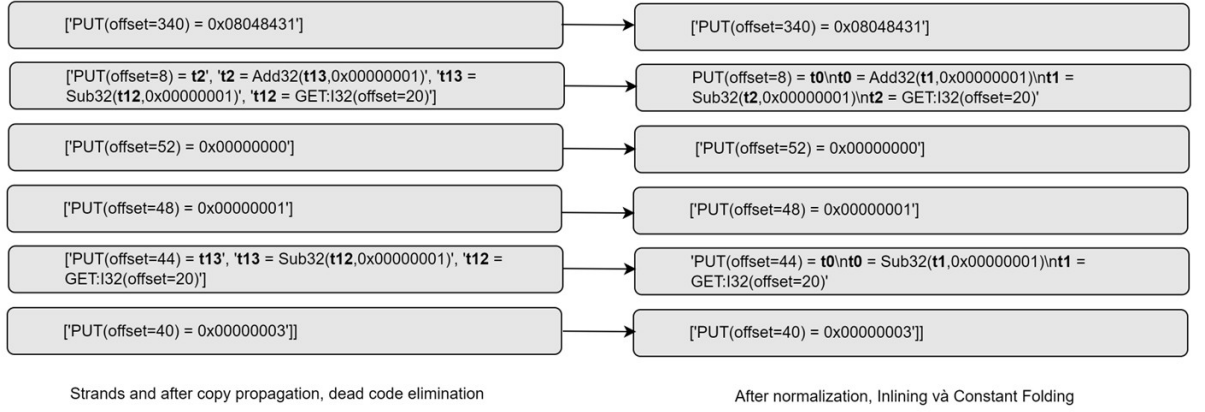 ['PUT(offset=340) = 0x08048431']
['PUT(offset=340) = 0x08048431']
['PUT(offset=8) = t2', 't2 = Add32(t13,0x00000001)', 't13 =
Sub32(t12,0x00000001)', 't12 = GET:I32(offset=20)']
PUT(offset=8) = t0\nt0 = Add32(t1,0x00000001)\nt1 =
Sub32(t2,0x00000001)\nt2 = GET:I32(offset=20)'
['PUT(offset=52) = 0x00000000']
['PUT(offset=52) = 0x00000000']
['PUT(offset=48) = 0x00000001']
['PUT(offset=48) = 0x00000001']
['PUT(offset=44) = t13', 't13 = Sub32(t12,0x00000001)', 't12 =
GET:I32(offset=20)']
'PUT(offset=44) = t0\nt0 = Sub32(t1,0x00000001)\nt1 =
GET:I32(offset=20)'
['PUT(offset=40) = 0x00000003']]
['PUT(offset=40) = 0x00000003']]
Strands and after copy propagation, dead code elimination
After normalization, Inlining và Constant Folding